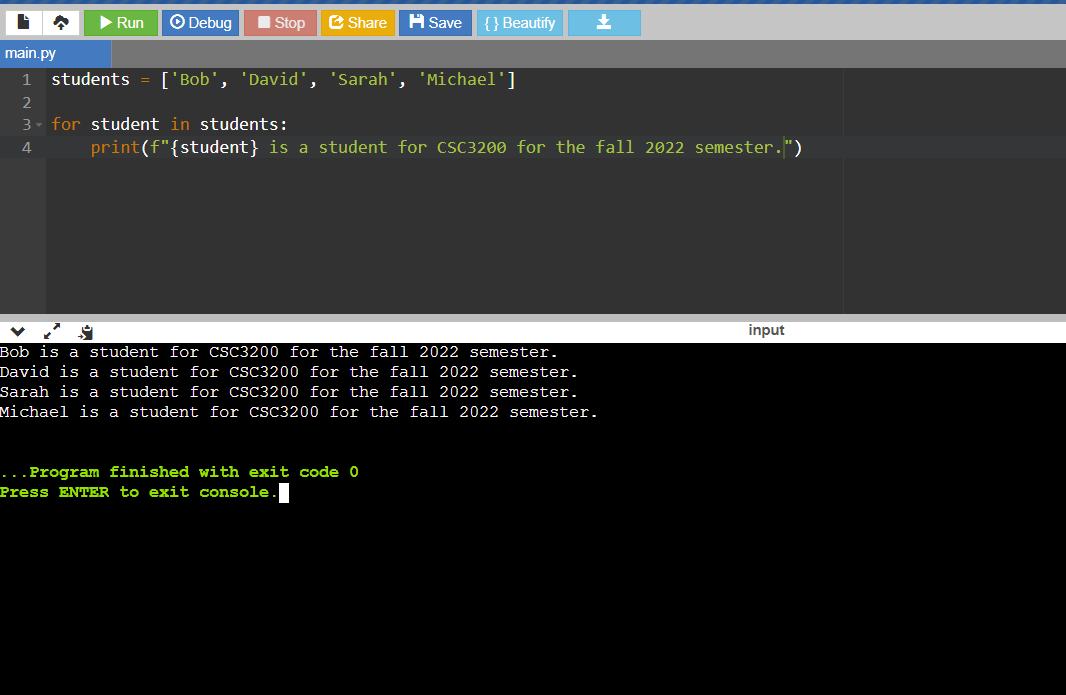 Run Debug Stop Share Save {} Beautify
main.py
1 students = ['Bob', 'David', 'Sarah', 'Michael']
2
3 for student in students:
4     print(f"{student} is a student for CSC3200 for the fall 2022 semester.")
input
Bob is a student for CSC3200 for the fall 2022 semester.
David is a student for CSC3200 for the fall 2022 semester.
Sarah is a student for CSC3200 for the fall 2022 semester.
Michael is a student for CSC3200 for the fall 2022 semester.
...Program finished with exit code 0
Press ENTER to exit console.